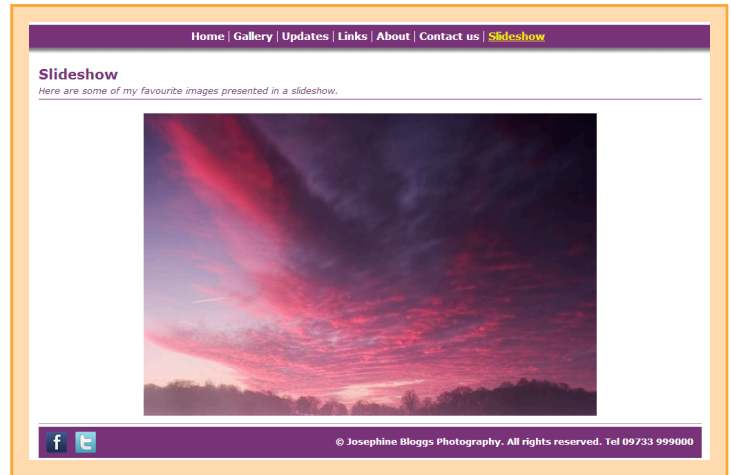 Home | Gallery | Updates | Links | About | Contact us | Slideshow
Slideshow
Here are some of my favourite images presented in a slideshow.
f t
© Josephine Bloggs Photography. All rights reserved. Tel 09733 999000